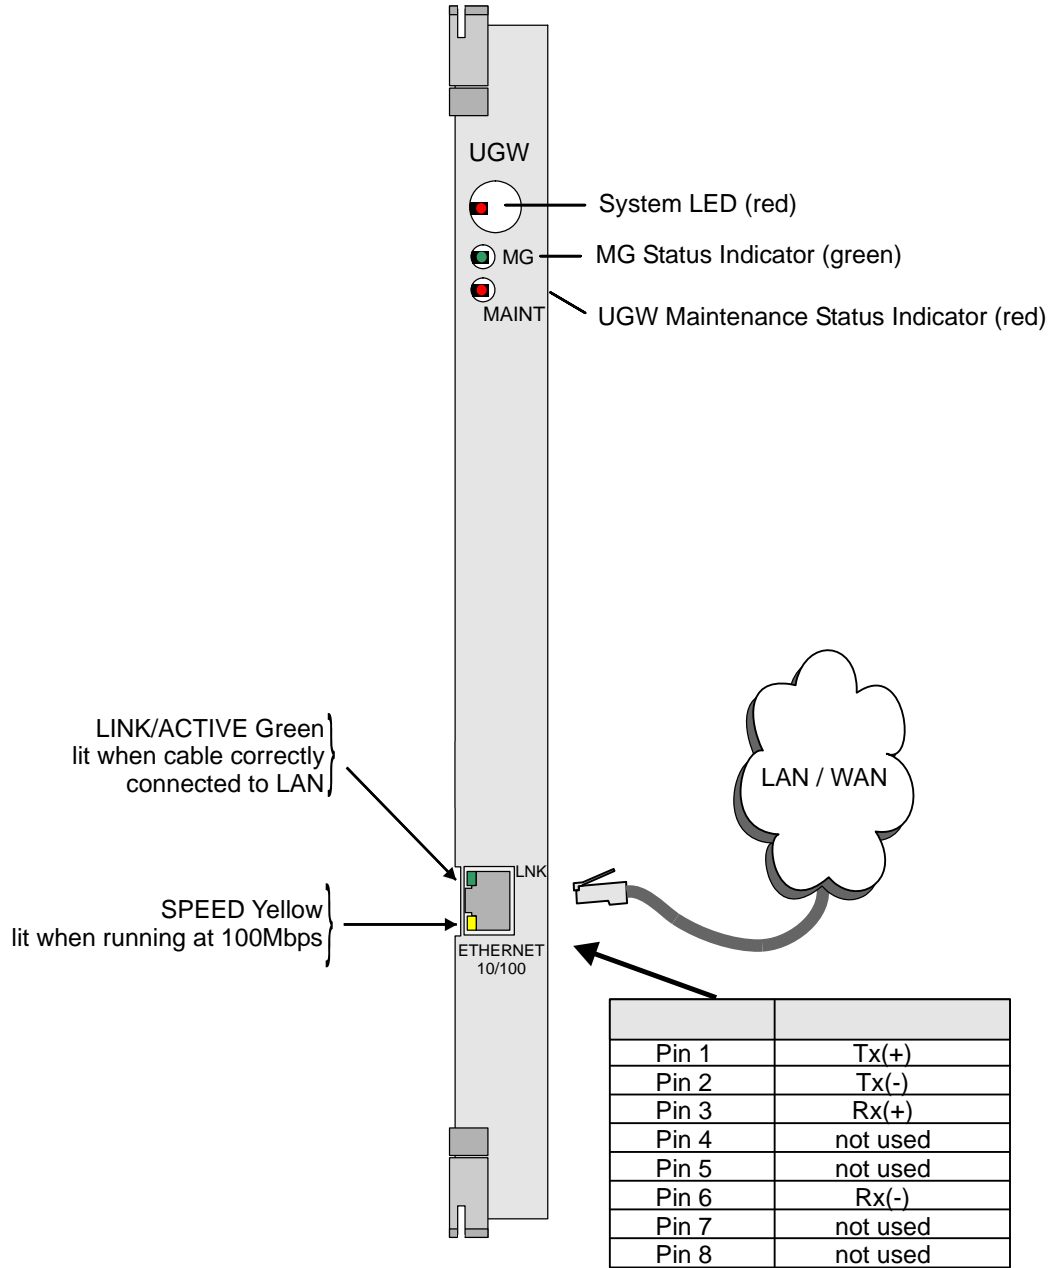 UGW
System LED (red)
MG
MG Status Indicator (green)
MAINT
UGW Maintenance Status Indicator (red)
LINK/ACTIVE Green
lit when cable correctly
connected to LAN
LAN / WAN
LNK
SPEED Yellow
lit when running at 100Mbps
ETHERNET
10/100
Pin 1 Tx(+)
Pin 2 Tx(-)
Pin 3 Rx(+)
Pin 4 not used
Pin 5 not used
Pin 6 Rx(-)
Pin 7 not used
Pin 8 not used